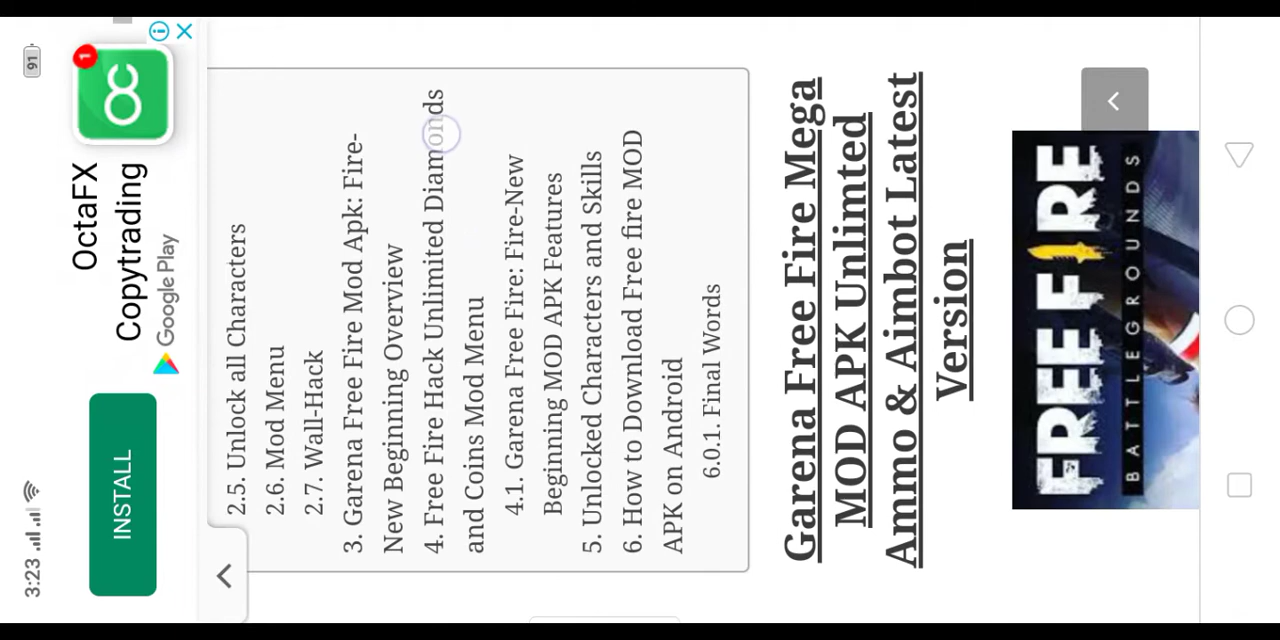 3:23
91
OctaFX
Copytrading
Google Play
INSTALL
1
2.5. Unlock all Characters
2.6. Mod Menu
2.7. Wall-Hack
3. Garena Free Fire Mod Apk: Fire-
New Beginning Overview
4. Free Fire Hack Unlimited Diamonds
and Coins Mod Menu
4.1. Garena Free Fire: Fire-New
Beginning MOD APK Features
5. Unlocked Characters and Skills
6. How to Download Free fire MOD
APK on Android
6.0.1. Final Words
Garena Free Fire Mega
MOD APK Unlimted
Ammo & Aimbot Latest
Version
FREE FIRE
BATTLEGROUNDS